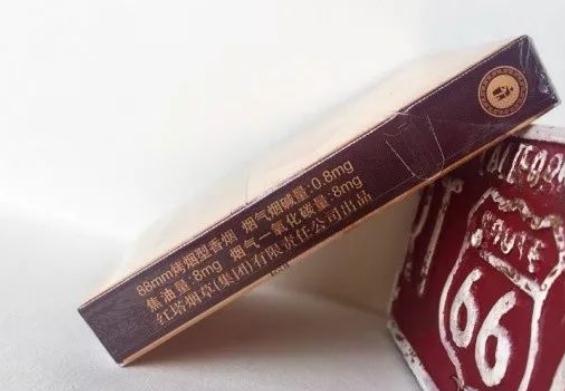 88mm烤烟型香烟 烟气烟碱量:0.8mg
焦油量:8mg 烟气一氧化碳量:8mg
红塔烟草(集团)有限责任公司出品
ROUTE
66